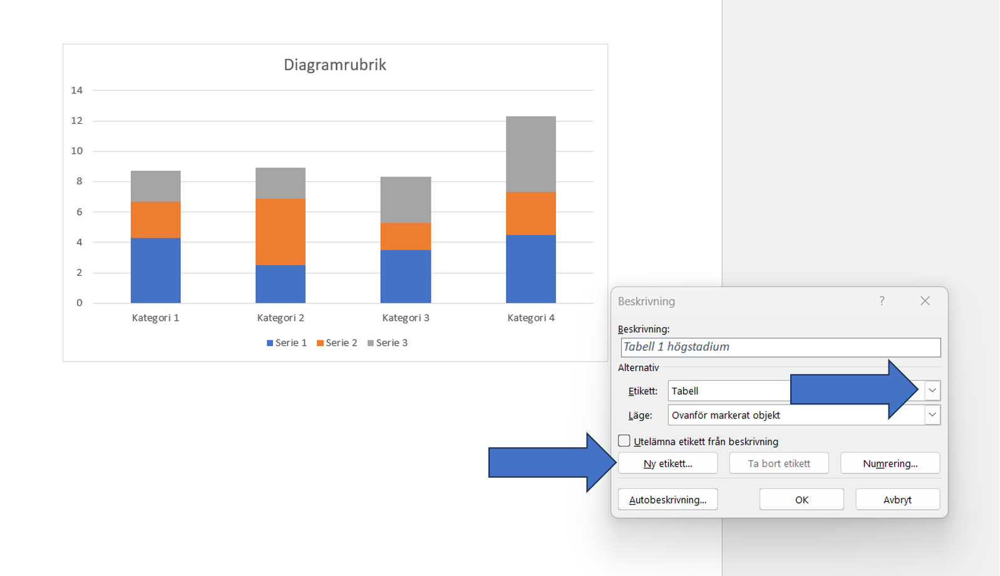 Diagramrubrik
14
12
10
8
6
4
2
0
Kategori 1 Kategori 2 Kategori 3 Kategori 4
Serie 1 Serie 2 Serie 3
Beskrivning ?
Beskrivning:
Tabell 1 högstadium
Alternativ
Etikett: Tabell
Läge: Ovanför markerat objekt
Utelämna etikett från beskrivning
Ny etikett... Ta bort etikett Numrering...
Autobeskrivning... OK Avbryt